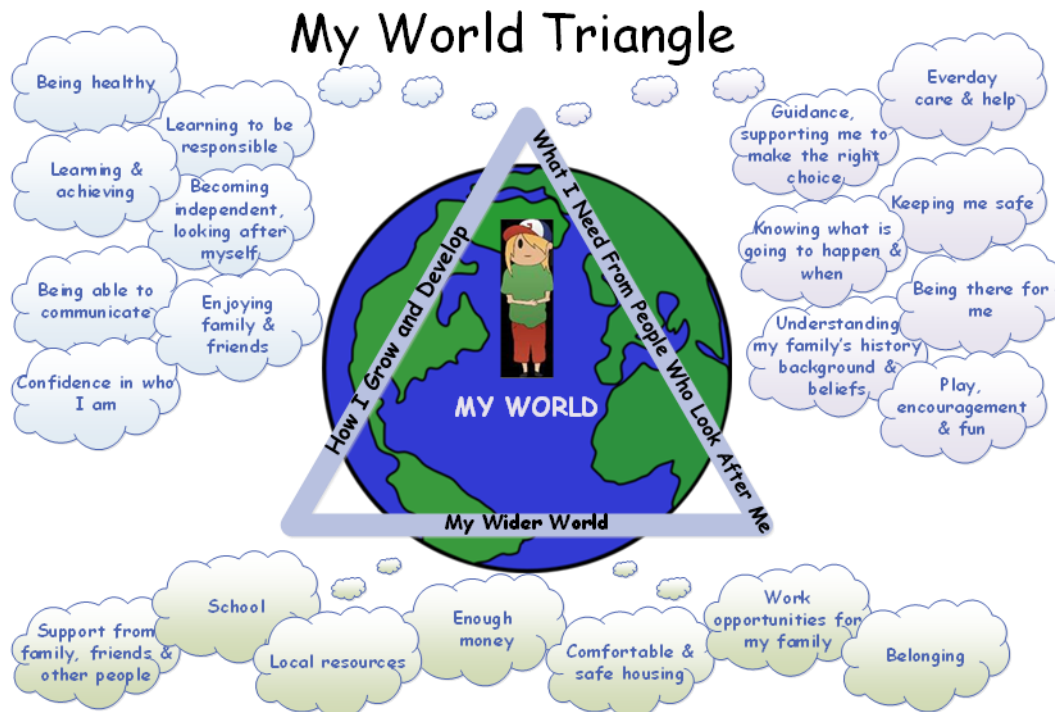 My World Triangle
Being healthy
Learning to be
responsible
Learning &
achieving
Becoming
independent,
looking after
myself
Being able to
communicate
Enjoying
family &
friends
Confidence in who
I am
How I Grow and Develop
What I Need From People Who Look After Me
My Wider World
MY WORLD
Everday
care & help
Guidance,
supporting me to
make the right
choice
Keeping me safe
Knowing what is
going to happen &
when
Being there for
me
Understanding
my family's history
background &
beliefs
Play,
encouragement
& fun
Support from
family, friends &
other people
School
Local resources
Enough
money
Comfortable &
safe housing
Work
opportunities for
my family
Belonging